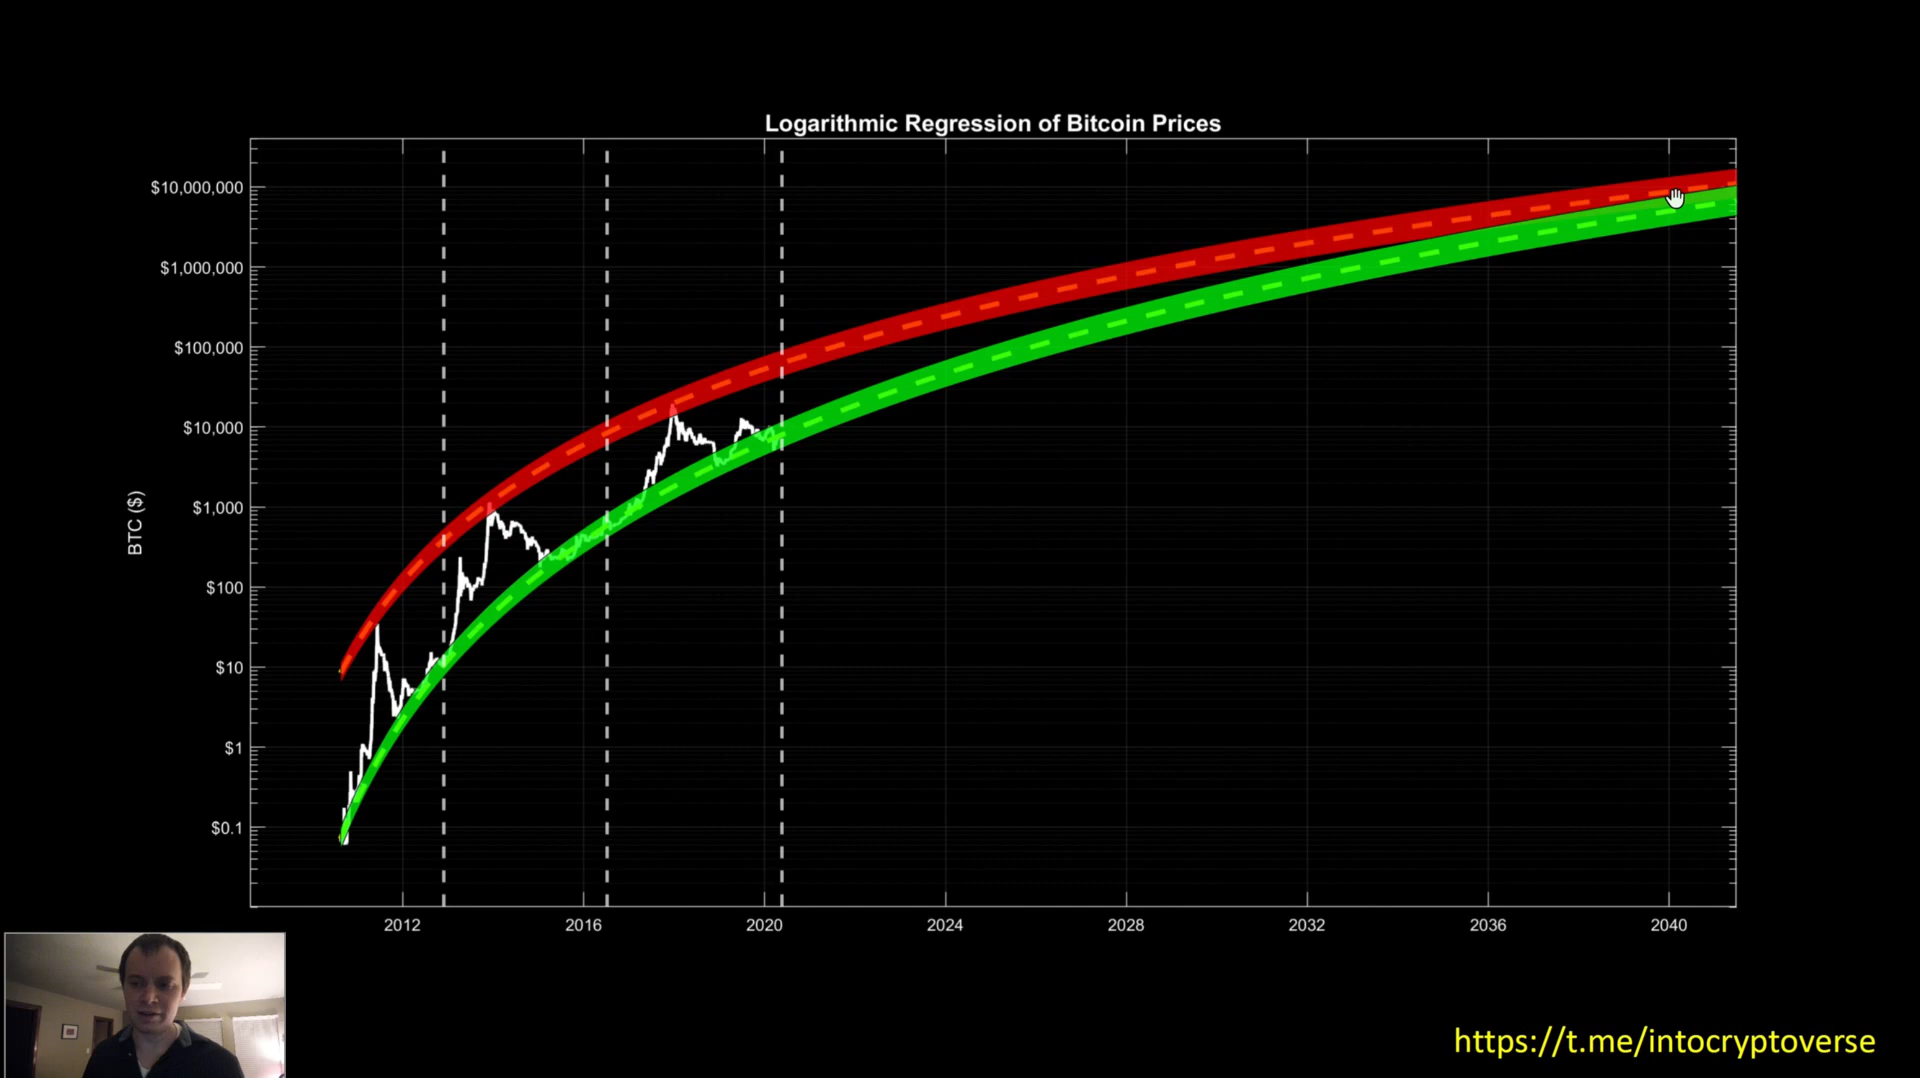 Logarithmic Regression of Bitcoin Prices
$10,000,000
$1,000,000
$100,000
$10,000
$1,000
$100
$10
$1
$0.1
BTC ($)
2012 2016 2020 2024 2028 2032 2036 2040
https://t.me/intocryptoverse